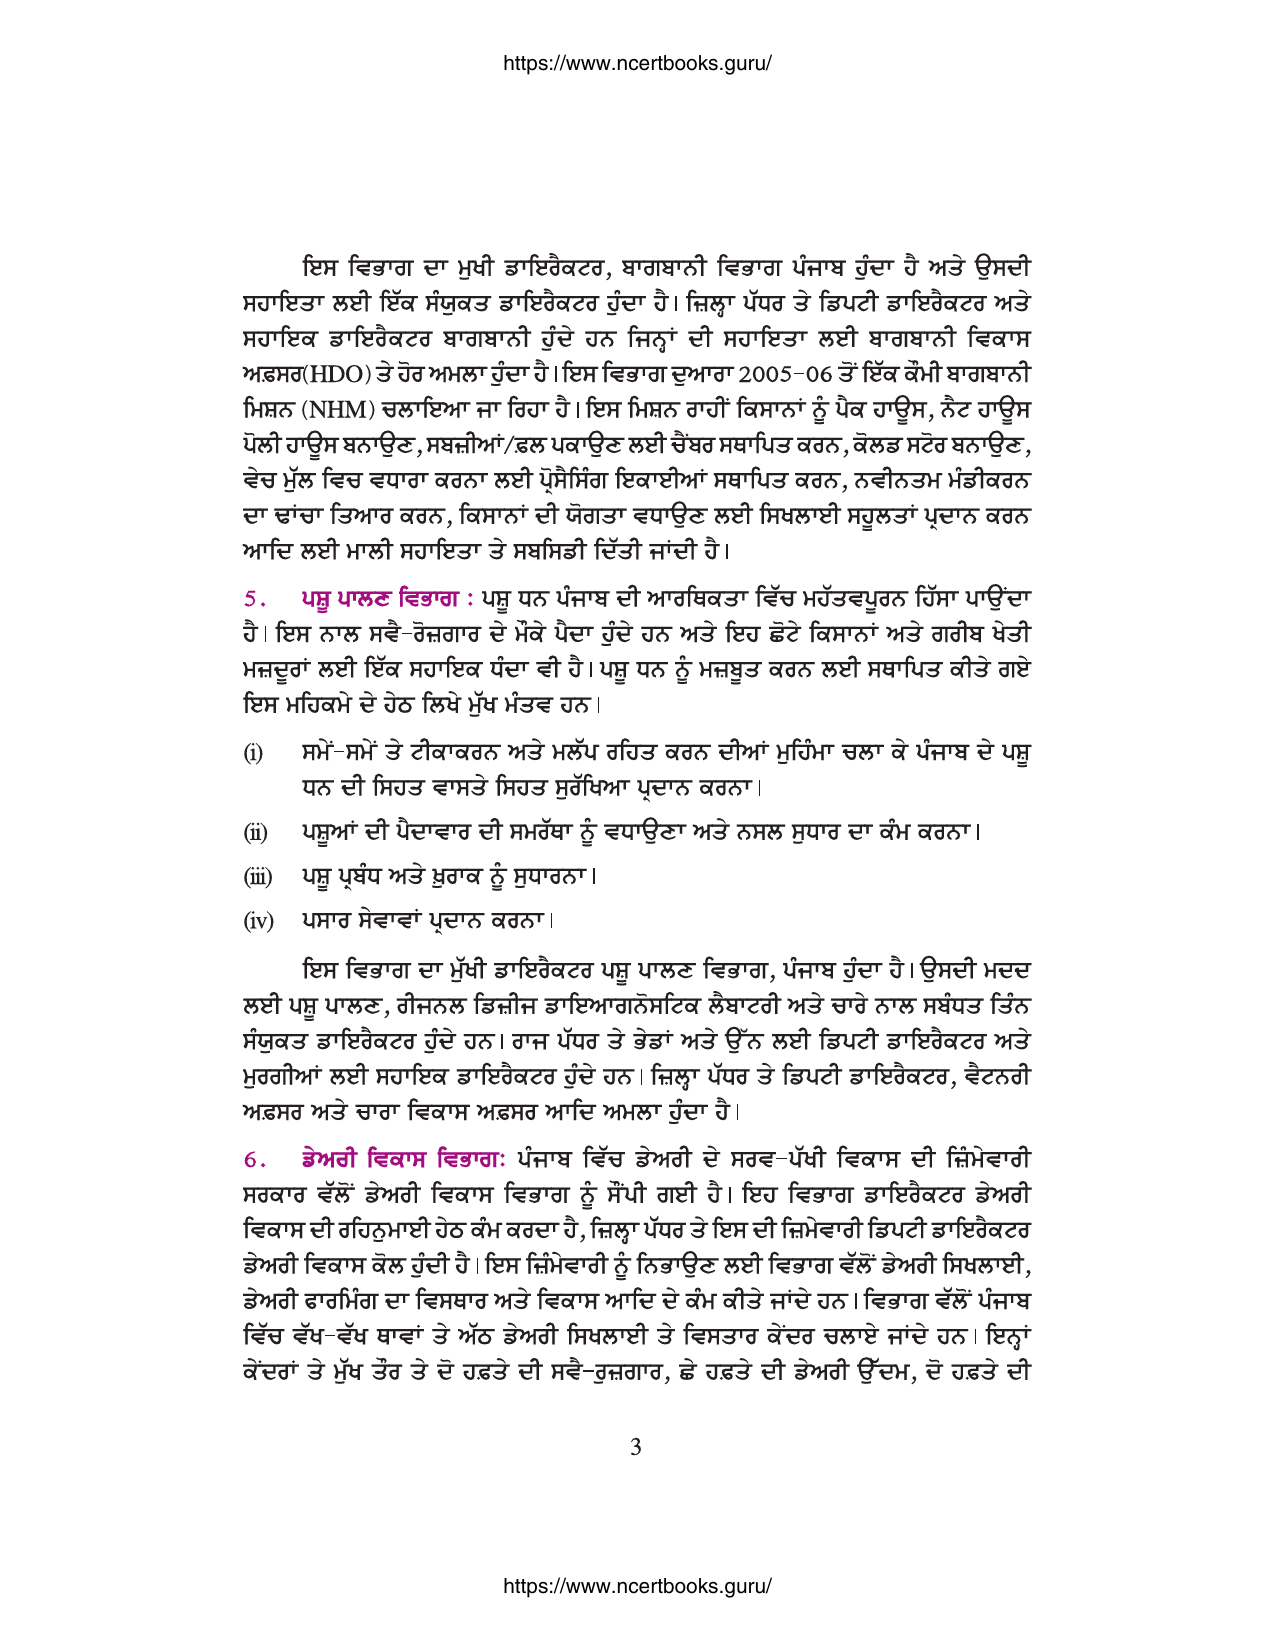 https://www.ncertbooks.guru/
ਇਸ ਵਿਭਾਗ ਦਾ ਮੁਖੀ ਡਾਇਰੈਕਟਰ, ਬਾਗਬਾਨੀ ਵਿਭਾਗ ਪੰਜਾਬ ਹੁੰਦਾ ਹੈ ਅਤੇ ਉਸਦੀ
ਸਹਾਇਤਾ ਲਈ ਇੱਕ ਸੰਯੁਕਤ ਡਾਇਰੈਕਟਰ ਹੁੰਦਾ ਹੈ। ਜ਼ਿਲ੍ਹਾ ਪੱਧਰ ਤੇ ਡਿਪਟੀ ਡਾਇਰੈਕਟਰ ਅਤੇ
ਸਹਾਇਕ ਡਾਇਰੈਕਟਰ ਬਾਗਬਾਨੀ ਹੁੰਦੇ ਹਨ ਜਿਨ੍ਹਾਂ ਦੀ ਸਹਾਇਤਾ ਲਈ ਬਾਗਬਾਨੀ ਵਿਕਾਸ
ਅਫ਼ਸਰ(HDO) ਤੇ ਹੋਰ ਅਮਲਾ ਹੁੰਦਾ ਹੈ। ਇਸ ਵਿਭਾਗ ਦੁਆਰਾ 2005-06 ਤੋਂ ਇੱਕ ਕੌਮੀ ਬਾਗਬਾਨੀ
ਮਿਸ਼ਨ (NHM) ਚਲਾਇਆ ਜਾ ਰਿਹਾ ਹੈ। ਇਸ ਮਿਸ਼ਨ ਰਾਹੀਂ ਕਿਸਾਨਾਂ ਨੂੰ ਪੈਕ ਹਾਊਸ, ਨੈਟ ਹਾਊਸ
ਪੋਲੀ ਹਾਊਸ ਬਨਾਉਣ, ਸਬਜ਼ੀਆਂ/ਫ਼ਲ ਪਕਾਉਣ ਲਈ ਚੈਂਬਰ ਸਥਾਪਿਤ ਕਰਨ, ਕੋਲਡ ਸਟੋਰ ਬਨਾਉਣ,
ਵੇਚ ਮੁੱਲ ਵਿਚ ਵਧਾਰਾ ਕਰਨਾ ਲਈ ਪ੍ਰੋਸੈਸਿੰਗ ਇਕਾਈਆਂ ਸਥਾਪਿਤ ਕਰਨ, ਨਵੀਨਤਮ ਮੰਡੀਕਰਨ
ਦਾ ਢਾਂਚਾ ਤਿਆਰ ਕਰਨ, ਕਿਸਾਨਾਂ ਦੀ ਯੋਗਤਾ ਵਧਾਉਣ ਲਈ ਸਿਖਲਾਈ ਸਹੂਲਤਾਂ ਪ੍ਰਦਾਨ ਕਰਨ
ਆਦਿ ਲਈ ਮਾਲੀ ਸਹਾਇਤਾ ਤੇ ਸਬਸਿਡੀ ਦਿੱਤੀ ਜਾਂਦੀ ਹੈ।
5. ਪਸ਼ੂ ਪਾਲਣ ਵਿਭਾਗ : ਪਸ਼ੂ ਧਨ ਪੰਜਾਬ ਦੀ ਆਰਥਿਕਤਾ ਵਿੱਚ ਮਹੱਤਵਪੂਰਨ ਹਿੱਸਾ ਪਾਉਂਦਾ
ਹੈ। ਇਸ ਨਾਲ ਸਵੈ-ਰੋਜ਼ਗਾਰ ਦੇ ਮੌਕੇ ਪੈਦਾ ਹੁੰਦੇ ਹਨ ਅਤੇ ਇਹ ਛੋਟੇ ਕਿਸਾਨਾਂ ਅਤੇ ਗਰੀਬ ਖੇਤੀ
ਮਜ਼ਦੂਰਾਂ ਲਈ ਇੱਕ ਸਹਾਇਕ ਧੰਦਾ ਵੀ ਹੈ। ਪਸ਼ੂ ਧਨ ਨੂੰ ਮਜ਼ਬੂਤ ਕਰਨ ਲਈ ਸਥਾਪਿਤ ਕੀਤੇ ਗਏ
ਇਸ ਮਹਿਕਮੇ ਦੇ ਹੇਠ ਲਿਖੇ ਮੁੱਖ ਮੰਤਵ ਹਨ।
(i) ਸਮੇਂ-ਸਮੇਂ ਤੇ ਟੀਕਾਕਰਨ ਅਤੇ ਮਲੱਪ ਰਹਿਤ ਕਰਨ ਦੀਆਂ ਮੁਹਿੰਮਾ ਚਲਾ ਕੇ ਪੰਜਾਬ ਦੇ ਪਸ਼ੂ
ਧਨ ਦੀ ਸਿਹਤ ਵਾਸਤੇ ਸਿਹਤ ਸੁਰੱਖਿਆ ਪ੍ਰਦਾਨ ਕਰਨਾ।
(ii) ਪਸ਼ੂਆਂ ਦੀ ਪੈਦਾਵਾਰ ਦੀ ਸਮਰੱਥਾ ਨੂੰ ਵਧਾਉਣਾ ਅਤੇ ਨਸਲ ਸੁਧਾਰ ਦਾ ਕੰਮ ਕਰਨਾ।
(iii) ਪਸ਼ੂ ਪ੍ਰਬੰਧ ਅਤੇ ਖ਼ੁਰਾਕ ਨੂੰ ਸੁਧਾਰਨਾ।
(iv) ਪਸਾਰ ਸੇਵਾਵਾਂ ਪ੍ਰਦਾਨ ਕਰਨਾ।
ਇਸ ਵਿਭਾਗ ਦਾ ਮੁੱਖੀ ਡਾਇਰੈਕਟਰ ਪਸ਼ੂ ਪਾਲਣ ਵਿਭਾਗ, ਪੰਜਾਬ ਹੁੰਦਾ ਹੈ। ਉਸਦੀ ਮਦਦ
ਲਈ ਪਸ਼ੂ ਪਾਲਣ, ਰੀਜਨਲ ਡਿਜ਼ੀਜ ਡਾਇਆਗਨੋਸਟਿਕ ਲੈਬਾਟਰੀ ਅਤੇ ਚਾਰੇ ਨਾਲ ਸਬੰਧਤ ਤਿੰਨ
ਸੰਯੁਕਤ ਡਾਇਰੈਕਟਰ ਹੁੰਦੇ ਹਨ। ਰਾਜ ਪੱਧਰ ਤੇ ਭੇਡਾਂ ਅਤੇ ਉੱਨ ਲਈ ਡਿਪਟੀ ਡਾਇਰੈਕਟਰ ਅਤੇ
ਮੁਰਗੀਆਂ ਲਈ ਸਹਾਇਕ ਡਾਇਰੈਕਟਰ ਹੁੰਦੇ ਹਨ। ਜ਼ਿਲ੍ਹਾ ਪੱਧਰ ਤੇ ਡਿਪਟੀ ਡਾਇਰੈਕਟਰ, ਵੈਟਨਰੀ
ਅਫ਼ਸਰ ਅਤੇ ਚਾਰਾ ਵਿਕਾਸ ਅਫ਼ਸਰ ਆਦਿ ਅਮਲਾ ਹੁੰਦਾ ਹੈ।
6. ਡੇਅਰੀ ਵਿਕਾਸ ਵਿਭਾਗ: ਪੰਜਾਬ ਵਿੱਚ ਡੇਅਰੀ ਦੇ ਸਰਵ-ਪੱਖੀ ਵਿਕਾਸ ਦੀ ਜ਼ਿੰਮੇਵਾਰੀ
ਸਰਕਾਰ ਵੱਲੋਂ ਡੇਅਰੀ ਵਿਕਾਸ ਵਿਭਾਗ ਨੂੰ ਸੌਂਪੀ ਗਈ ਹੈ। ਇਹ ਵਿਭਾਗ ਡਾਇਰੈਕਟਰ ਡੇਅਰੀ
ਵਿਕਾਸ ਦੀ ਰਹਿਨੁਮਾਈ ਹੇਠ ਕੰਮ ਕਰਦਾ ਹੈ, ਜ਼ਿਲ੍ਹਾ ਪੱਧਰ ਤੇ ਇਸ ਦੀ ਜ਼ਿਮੇਵਾਰੀ ਡਿਪਟੀ ਡਾਇਰੈਕਟਰ
ਡੇਅਰੀ ਵਿਕਾਸ ਕੋਲ ਹੁੰਦੀ ਹੈ। ਇਸ ਜ਼ਿੰਮੇਵਾਰੀ ਨੂੰ ਨਿਭਾਉਣ ਲਈ ਵਿਭਾਗ ਵੱਲੋਂ ਡੇਅਰੀ ਸਿਖਲਾਈ,
ਡੇਅਰੀ ਫਾਰਮਿੰਗ ਦਾ ਵਿਸਥਾਰ ਅਤੇ ਵਿਕਾਸ ਆਦਿ ਦੇ ਕੰਮ ਕੀਤੇ ਜਾਂਦੇ ਹਨ। ਵਿਭਾਗ ਵੱਲੋਂ ਪੰਜਾਬ
ਵਿੱਚ ਵੱਖ-ਵੱਖ ਥਾਵਾਂ ਤੇ ਅੱਠ ਡੇਅਰੀ ਸਿਖਲਾਈ ਤੇ ਵਿਸਤਾਰ ਕੇਂਦਰ ਚਲਾਏ ਜਾਂਦੇ ਹਨ। ਇਨ੍ਹਾਂ
ਕੇਂਦਰਾਂ ਤੇ ਮੁੱਖ ਤੌਰ ਤੇ ਦੋ ਹਫ਼ਤੇ ਦੀ ਸਵੈ-ਰੁਜ਼ਗਾਰ, ਛੇ ਹਫ਼ਤੇ ਦੀ ਡੇਅਰੀ ਉੱਦਮ, ਦੋ ਹਫ਼ਤੇ ਦੀ
3
https://www.ncertbooks.guru/